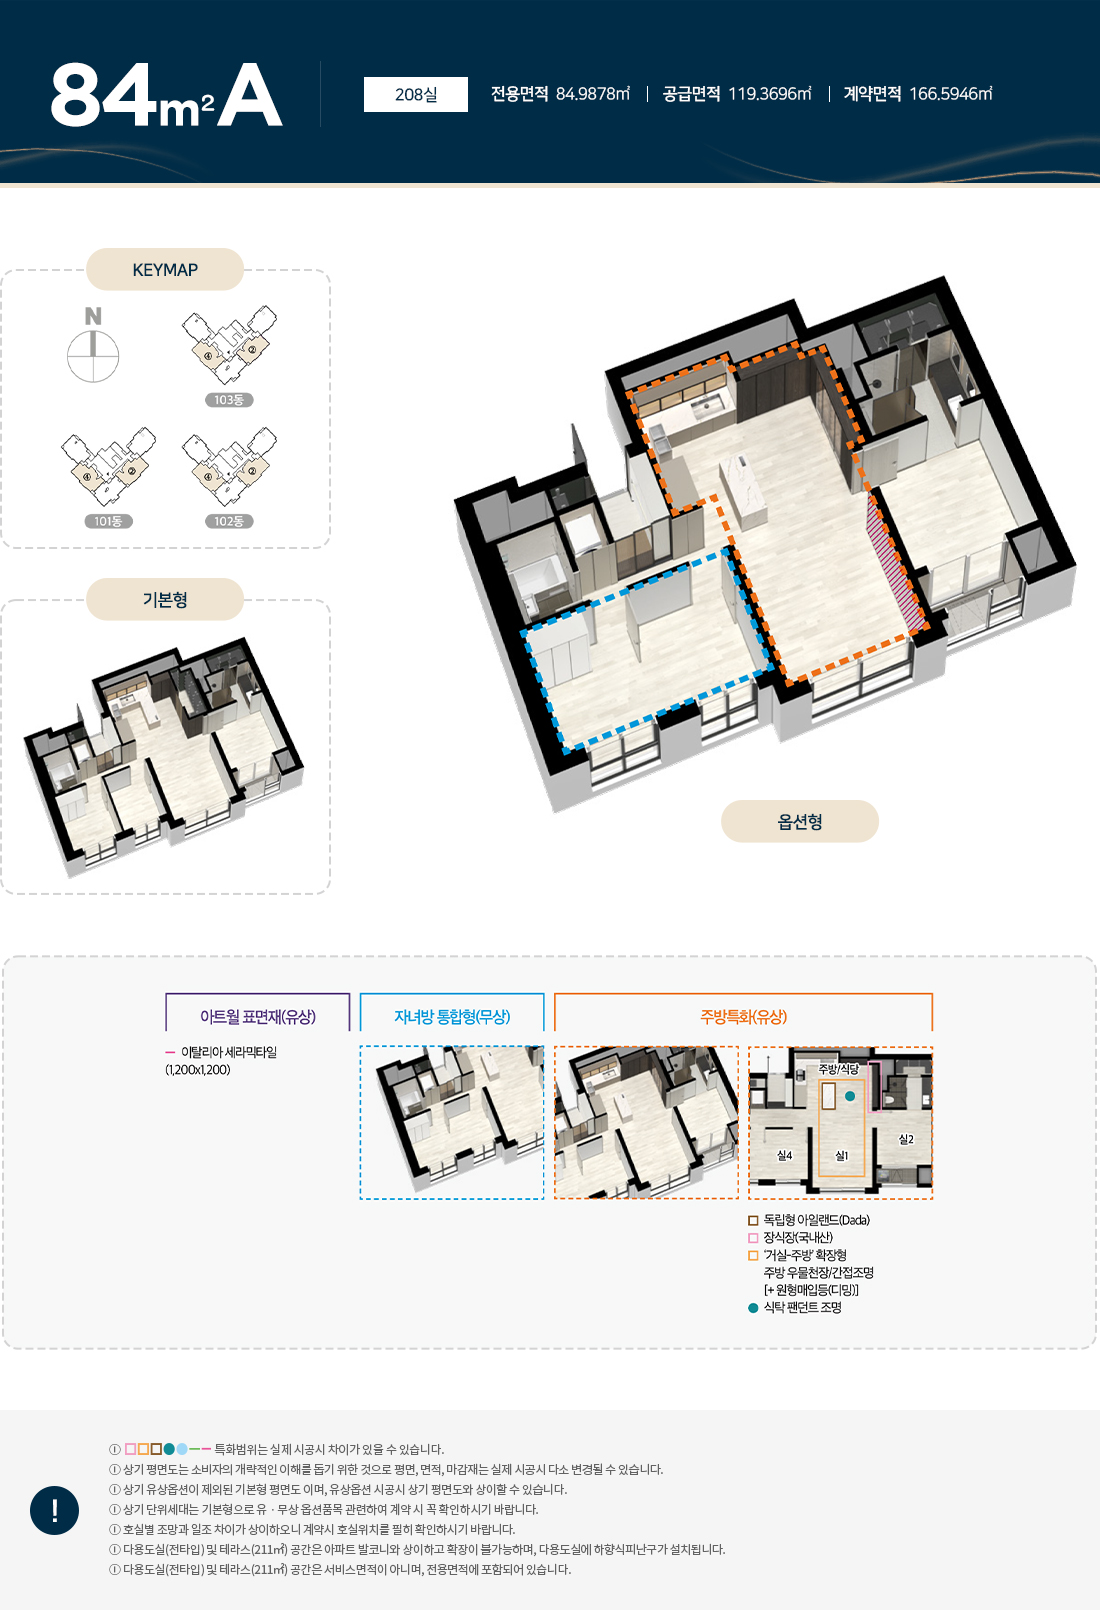 84m²A
208실
전용면적 84.9878㎡ | 공급면적 119.3696㎡ | 계약면적 166.5946㎡
KEYMAP
N
④ ②
103동
④ ②
101동
④ ②
102동
기본형
옵션형
아트월 표면재(유상)
이탈리아 세라믹타일
(1,200x1,200)
자녀방 통합형(무상)
주방특화(유상)
주방/식당
실2
실4
실1
독립형 아일랜드(Dada)
장식장(국내산)
'거실-주방' 확장형
주방 우물천장/간접조명
[+ 원형매입등(디밍)]
식탁 팬던트 조명
!
특화범위는 실제 시공시 차이가 있을 수 있습니다.
상기 평면도는 소비자의 개략적인 이해를 돕기 위한 것으로 평면, 면적, 마감재는 실제 시공시 다소 변경될 수 있습니다.
상기 유상옵션이 제외된 기본형 평면도 이며, 유상옵션 시공시 상기 평면도와 상이할 수 있습니다.
상기 단위세대는 기본형으로 유 · 무상 옵션품목 관련하여 계약 시 꼭 확인하시기 바랍니다.
호실별 조망과 일조 차이가 상이하오니 계약시 호실위치를 필히 확인하시기 바랍니다.
다용도실(전타입) 및 테라스(211㎡) 공간은 아파트 발코니와 상이하고 확장이 불가능하며, 다용도실에 하향식피난구가 설치됩니다.
다용도실(전타입) 및 테라스(211㎡) 공간은 서비스면적이 아니며, 전용면적에 포함되어 있습니다.